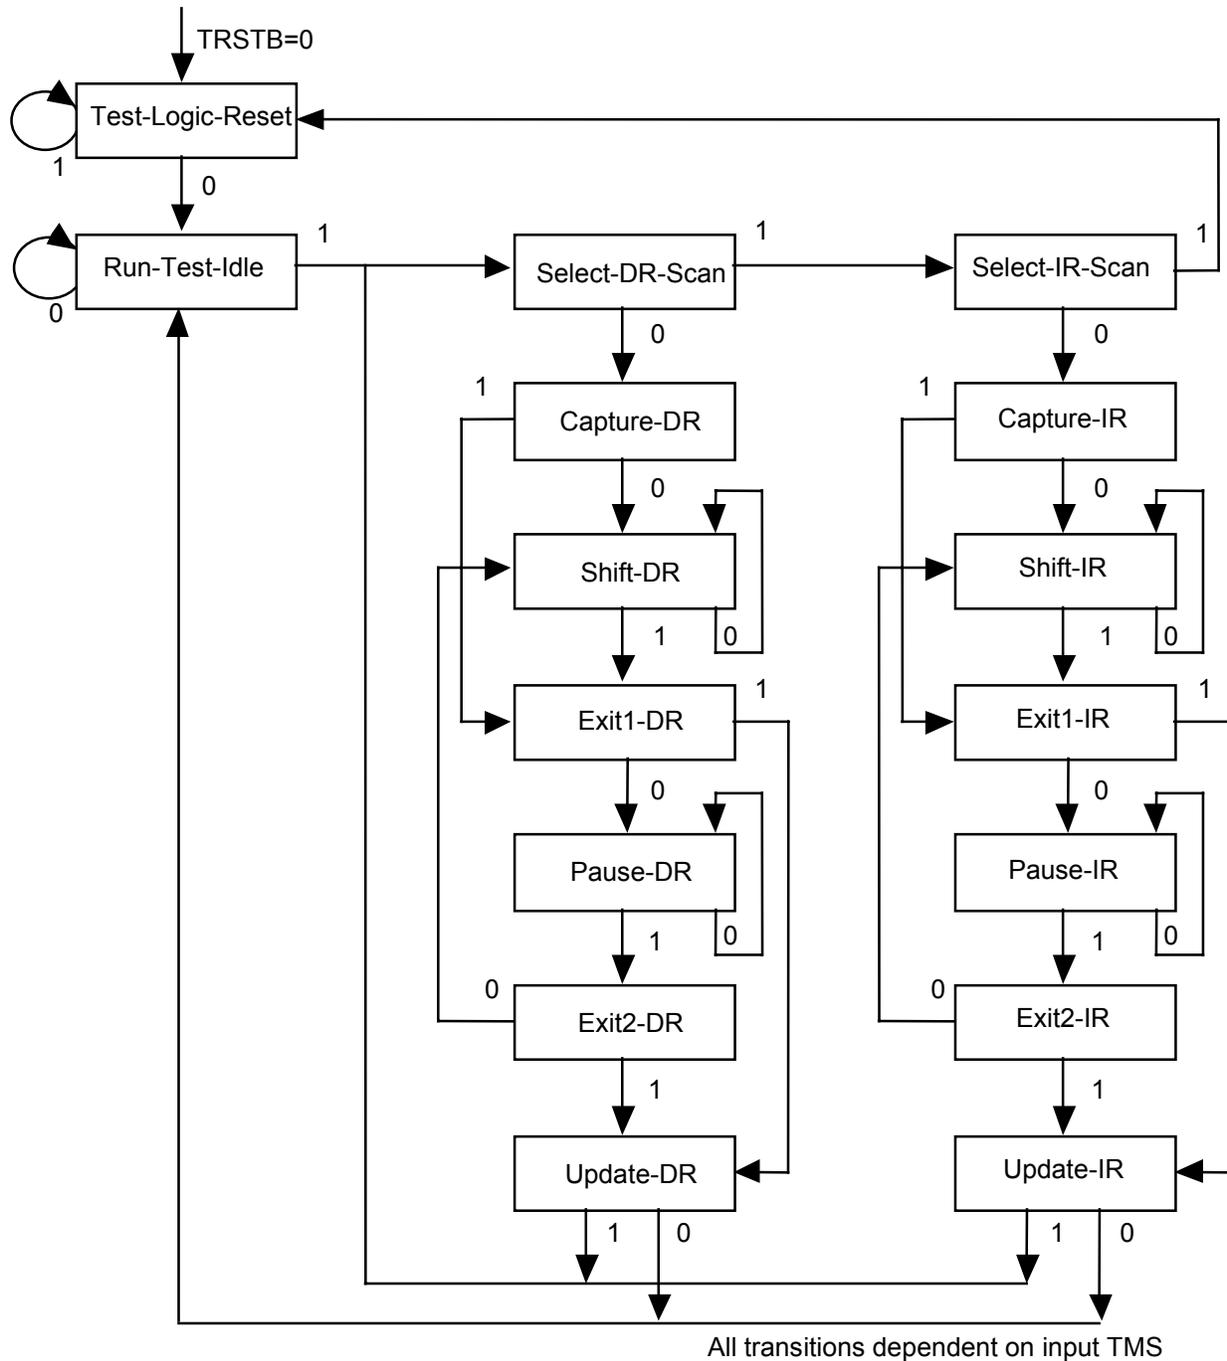 TRSTB=0
Test-Logic-Reset
1
0
Run-Test-Idle
0
1
Select-DR-Scan
1
Select-IR-Scan
1
0
0
1
Capture-DR
1
Capture-IR
0
0
Shift-DR
Shift-IR
1
0
1
0
Exit1-DR
1
Exit1-IR
1
0
0
Pause-DR
Pause-IR
1
0
1
0
0
Exit2-DR
0
Exit2-IR
1
1
Update-DR
Update-IR
1
0
1
0
All transitions dependent on input TMS